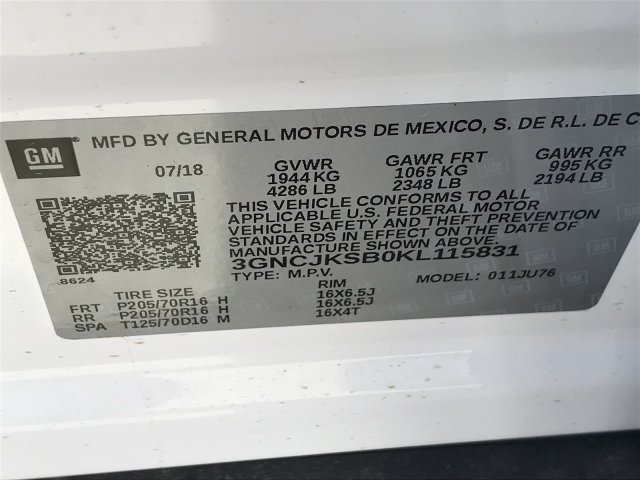 GM
MFD BY GENERAL MOTORS DE MEXICO, S. DE R.L. DE C
07/18 GVWR GAWR FRT GAWR RR
1944 KG 1065 KG 995 KG
4286 LB 2348 LB 2194 LB
THIS VEHICLE CONFORMS TO ALL
APPLICABLE U.S. FEDERAL MOTOR
VEHICLE SAFETY AND THEFT PREVENTION
STANDARDS IN EFFECT ON THE DATE OF
MANUFACTURE SHOWN ABOVE.
3GNCJKSB0KL115831
8624 TYPE: M.P.V. MODEL: 011JU76
TIRE SIZE RIM
FRT P205/70R16 H 16X6.5J
RR P205/70R16 H 16X6.5J
SPA T125/70D16 M 16X4T